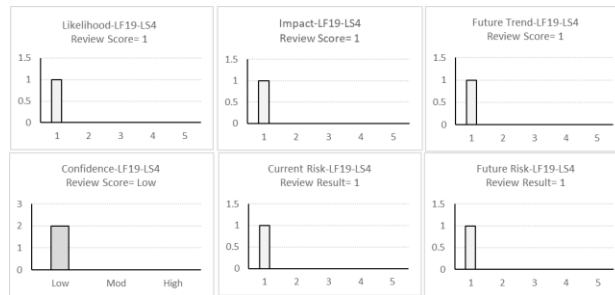 Likelihood-LF19-LS4
Review Score= 1
1.5
1
0.5
0
1 2 3 4 5
Impact-LF19-LS4
Review Score= 1
1.5
1
0.5
0
1 2 3 4 5
Future Trend-LF19-LS4
Review Score= 1
1.5
1
0.5
0
1 2 3 4 5
Confidence-LF19-LS4
Review Score= Low
3
2
1
0
Low Mod High
Current Risk-LF19-LS4
Review Result= 1
1.5
1
0.5
0
1 2 3 4 5
Future Risk-LF19-LS4
Review Result= 1
1.5
1
0.5
0
1 2 3 4 5